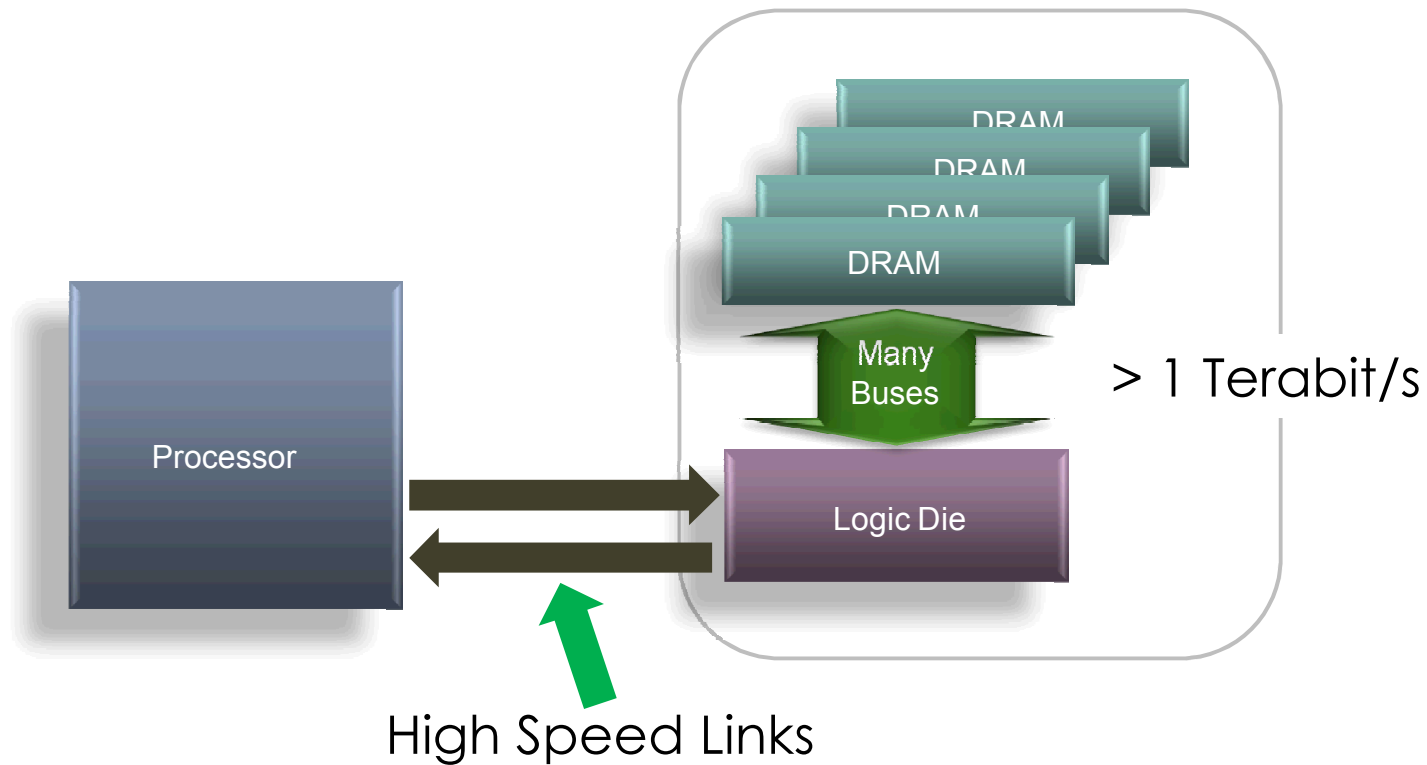 DRAM
DRAM
DRAM
DRAM
Many
Buses
> 1 Terabit/s
Processor
Logic Die
High Speed Links